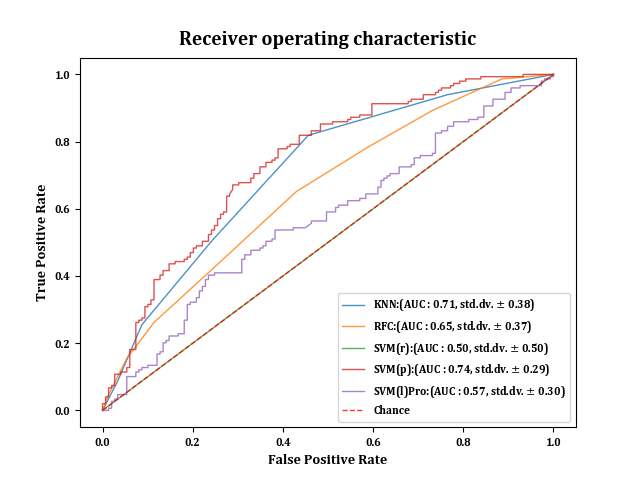 Receiver operating characteristic
True Positive Rate
1.0
0.8
0.6
0.4
0.2
0.0
KNN:(AUC : 0.71, std.dv. ± 0.38)
RFC:(AUC : 0.65, std.dv. ± 0.37)
SVM(r):(AUC : 0.50, std.dv. ± 0.50)
SVM(p):(AUC : 0.74, std.dv. ± 0.29)
SVM(l)Pro:(AUC : 0.57, std.dv. ± 0.30)
Chance
0.0 0.2 0.4 0.6 0.8 1.0
False Positive Rate